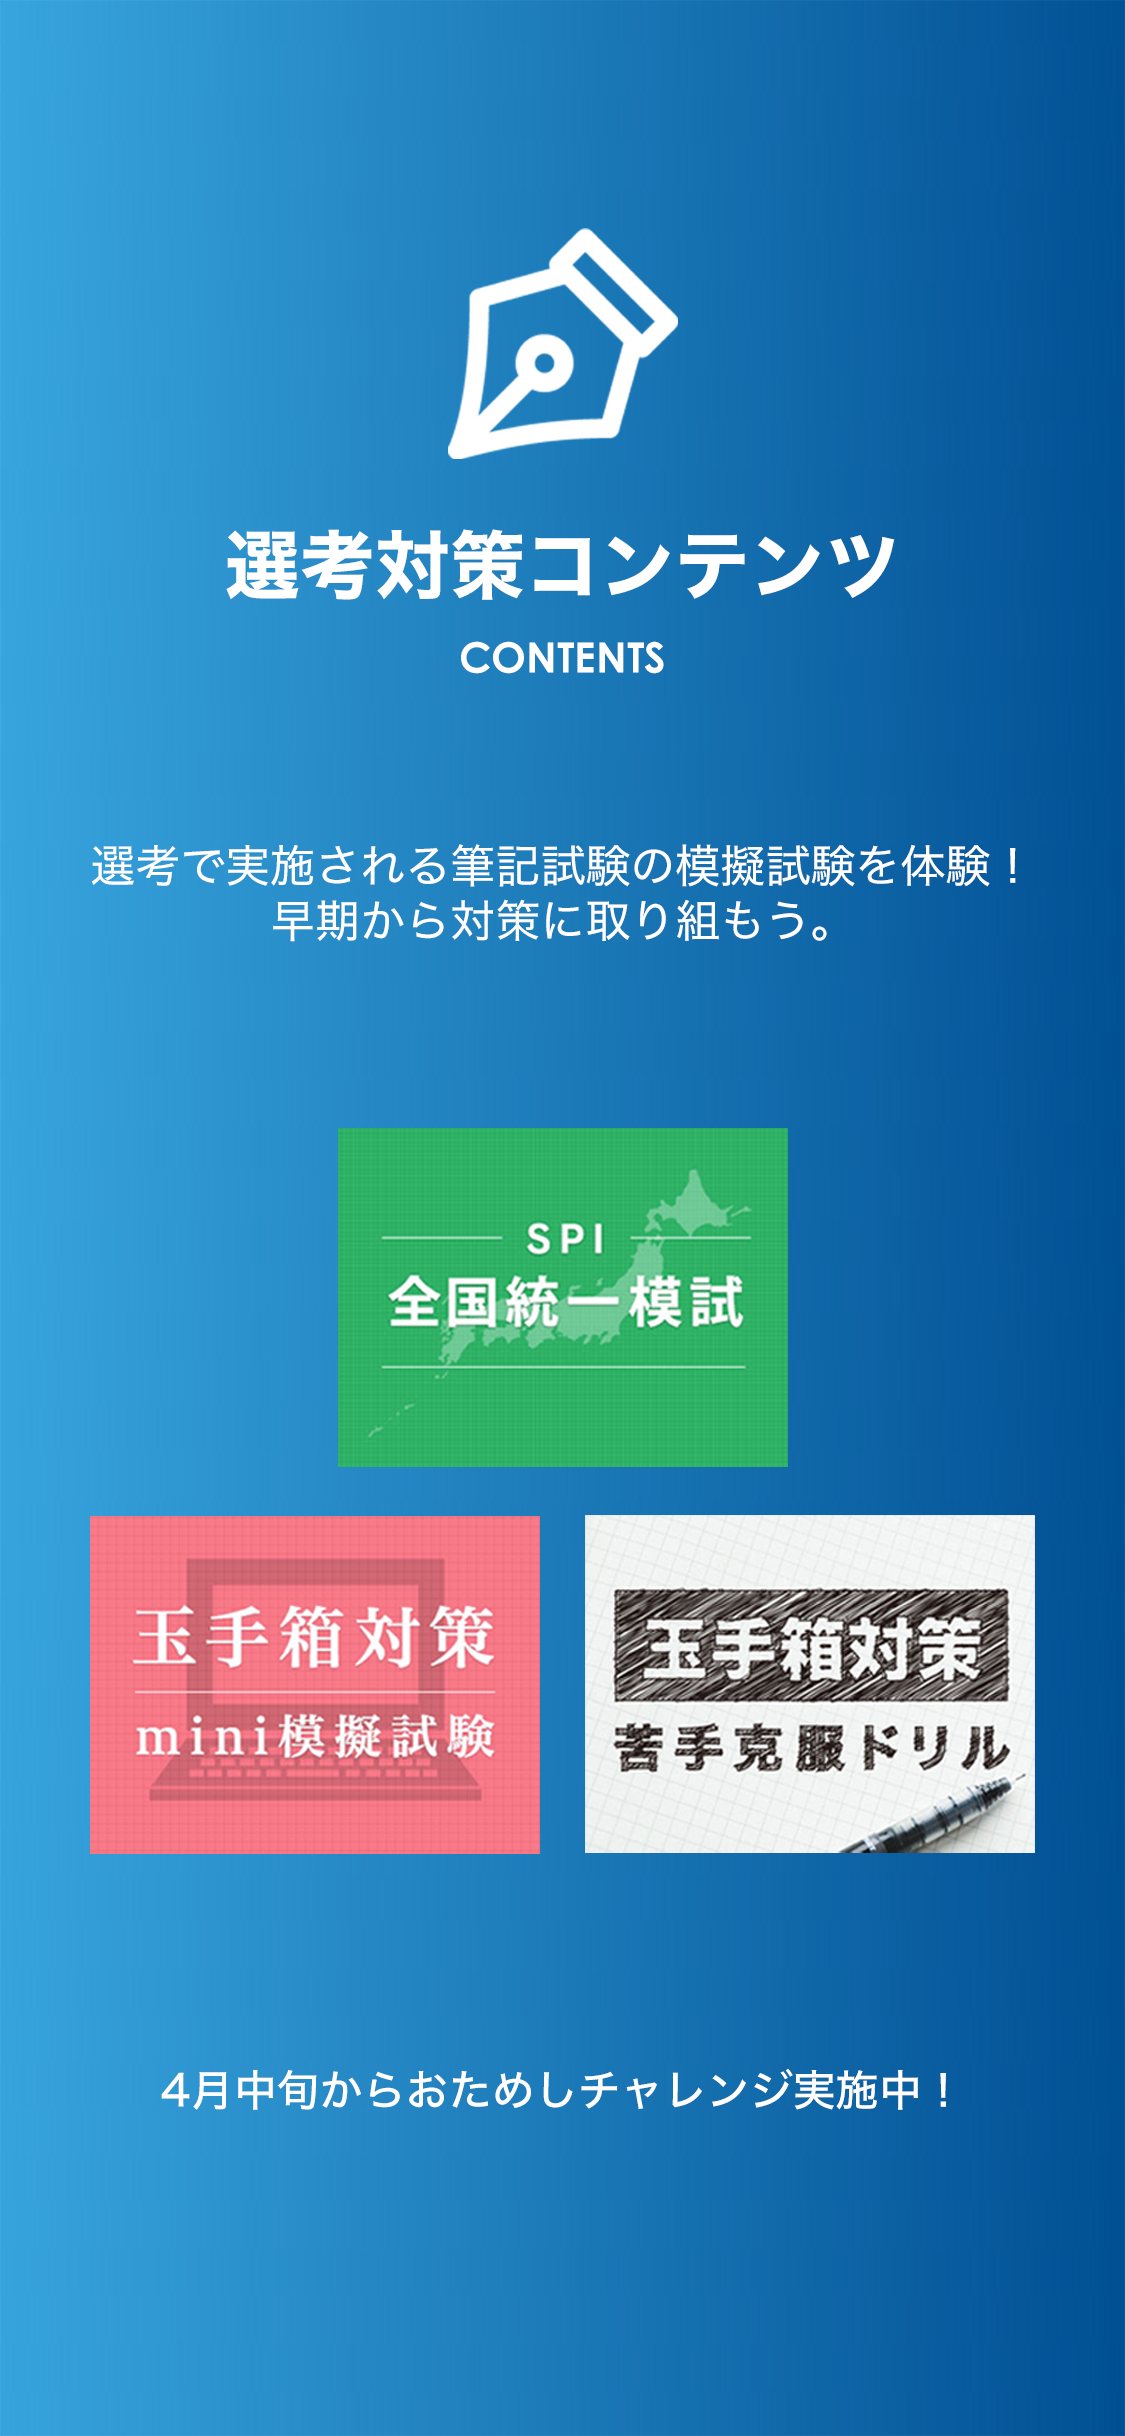 選考対策コンテンツ
CONTENTS
選考で実施される筆記試験の模擬試験を体験！
早期から対策に取り組もう。
SPI
全国統一模試
玉手箱対策
mini模擬試験
玉手箱対策
苦手克服ドリル
4月中旬からおためしチャレンジ実施中！